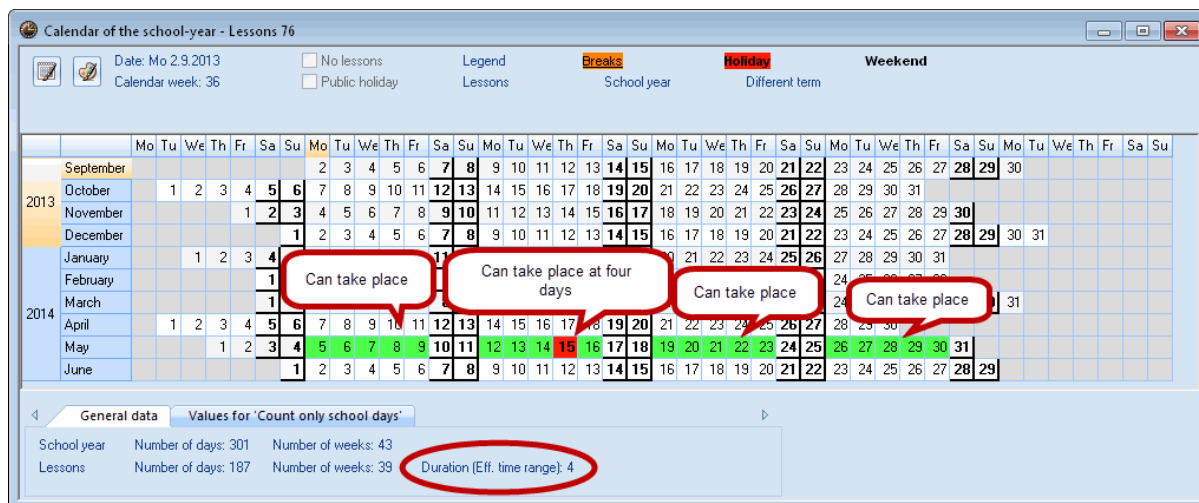 Calendar of the school-year - Lessons 76
Date: Mo 2.9.2013 No lessons Legend Breaks Holiday Weekend
Calendar week: 36 Public holiday Lessons School year Different term
Mo Tu We Th Fr Sa Su Mo Tu We Th Fr Sa Su Mo Tu We Th Fr Sa Su Mo Tu We Th Fr Sa Su Mo Tu We Th Fr Sa Su Mo Tu We Th Fr Sa Su
September 2 3 4 5 6 7 8 9 10 11 12 13 14 15 16 17 18 19 20 21 22 23 24 25 26 27 28 29 30
2013 October 1 2 3 4 5 6 7 8 9 10 11 12 13 14 15 16 17 18 19 20 21 22 23 24 25 26 27 28 29 30 31
November 1 2 3 4 5 6 7 8 9 10 11 12 13 14 15 16 17 18 19 20 21 22 23 24 25 26 27 28 29 30
December 1 2 3 4 5 6 7 8 9 10 11 12 13 14 15 16 17 18 19 20 21 22 23 24 25 26 27 28 29 30 31
January 1 2 3 4 21 22 23 24 25 26 27 28 29 30 31
February 1 24
Can take place
Can take place at four
days
Can take place
Can take place
March 1 24 31
2014 April 1 2 3 4 5 6 7 8 9 10 11 12 13 14 15 16 17 18 19 20 21 22 23 24 25 26 27 28 29 30
May 1 2 3 4 5 6 7 8 9 10 11 12 13 14 15 16 17 18 19 20 21 22 23 24 25 26 27 28 29 30 31
June 1 2 3 4 5 6 7 8 9 10 11 12 13 14 15 16 17 18 19 20 21 22 23 24 25 26 27 28 29
General data Values for 'Count only school days'
School year Number of days: 301 Number of weeks: 43
Lessons Number of days: 187 Number of weeks: 39 Duration (Eff. time range): 4